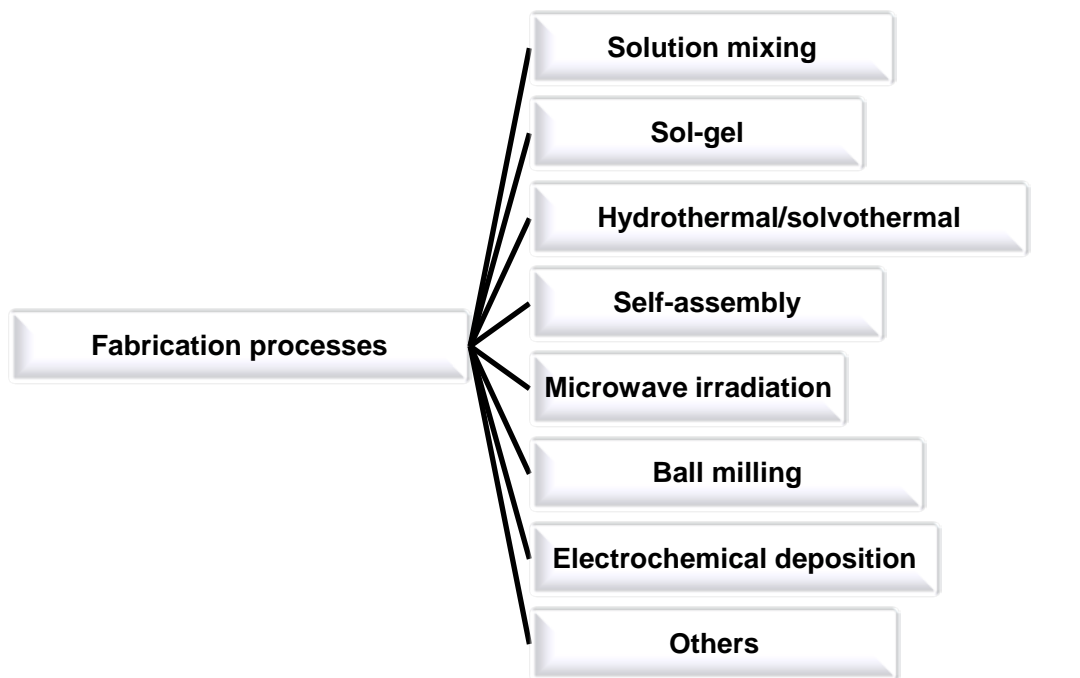 Fabrication processes
Solution mixing
Sol-gel
Hydrothermal/solvothermal
Self-assembly
Microwave irradiation
Ball milling
Electrochemical deposition
Others